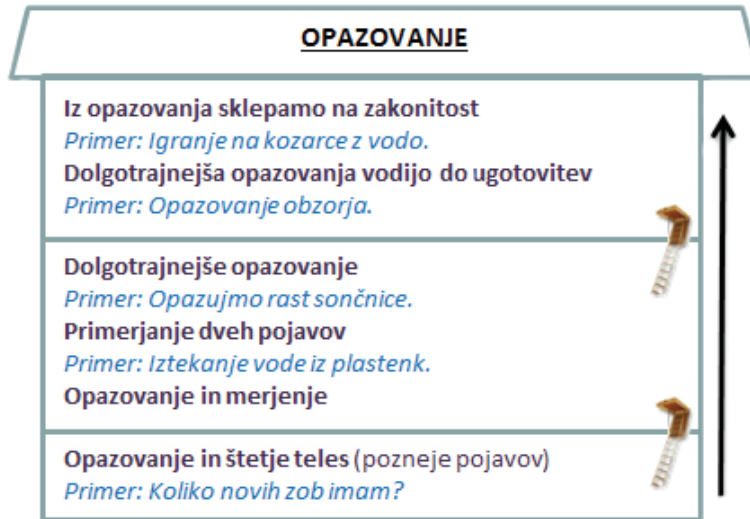 OPAZOVANJE
Iz opazovanja sklepamo na zakonitost
Primer: Igranje na kozarce z vodo.
Dolgotrajnejša opazovanja vodijo do ugotovitev
Primer: Opazovanje obzorja.
Dolgotrajnejše opazovanje
Primer: Opazujmo rast sončnice.
Primerjanje dveh pojavov
Primer: Iztekanje vode iz plastenk.
Opazovanje in merjenje
Opazovanje in štetje teles (pozneje pojavov)
Primer: Koliko novih zob imam?